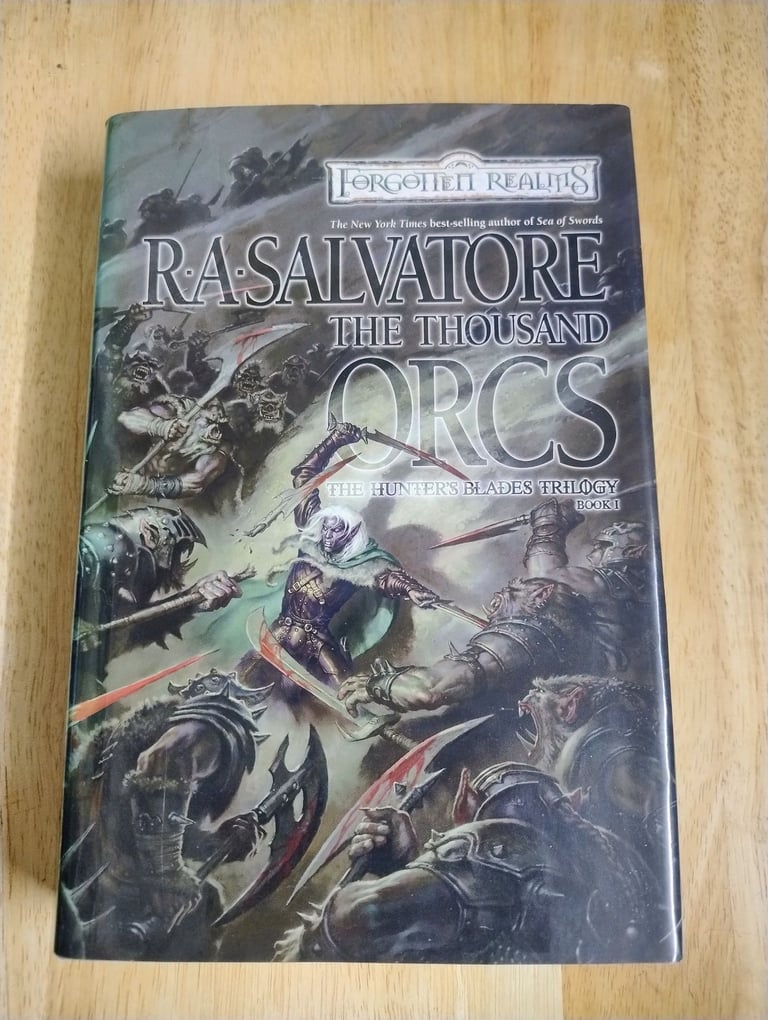 FORGOTTEN REALMS
The New York Times best-selling author of Sea of Swords
R·A·SALVATORE
THE THOUSAND
ORCS
THE HUNTER'S BLADES TRILOGY
BOOK I